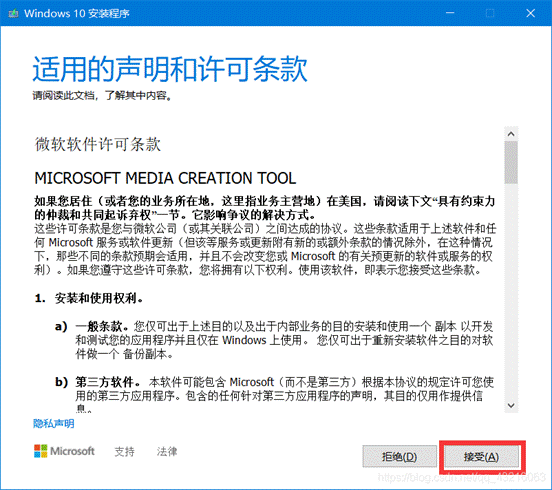 Windows 10 安装程序
适用的声明和许可条款
请阅读此文档，了解其中内容。
微软软件许可条款
MICROSOFT MEDIA CREATION TOOL
如果您居住（或者您的业务所在地，这里指业务主营地）在美国，请阅读下文“具有约束力
的仲裁和共同起诉弃权”一节。它影响争议的解决方式。
这些许可条款是您与微软公司（或其关联公司）之间达成的协议。这些条款适用于上述软件和任
何 Microsoft 服务或软件更新（但该等服务或更新附有新的或额外条款的情况除外，在这种情况
下，那些不同的条款预期会适用，并且不会改变您或 Microsoft 的有关预更新的软件或服务的权
利）。如果您遵守这些许可条款，您将拥有以下权利。使用该软件，即表示您接受这些条款。
1. 安装和使用权利。
a) 一般条款。您仅可出于上述目的以及出于内部业务的目的安装和使用一个 副本 以开发
和测试您的应用程序并且仅在 Windows 上使用。 您仅可出于重新安装软件之目的对软
件做一个 备份副本。
b) 第三方软件。 本软件可能包含 Microsoft（而不是第三方）根据本协议的规定许可您使
用的第三方应用程序。包含的任何针对第三方应用程序的声明，其目的仅用作提供信
息。
隐私声明
Microsoft 支持 法律
拒绝(D) 接受(A)